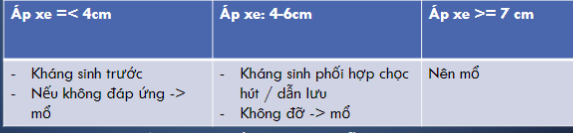 Áp xe =< 4cm
Áp xe: 4-6cm
Áp xe >= 7 cm
- Kháng sinh trước
- Nếu không đáp ứng ->
mổ
- Kháng sinh phối hợp chọc
hút / dẫn lưu
- Không đỡ -> mổ
Nên mổ